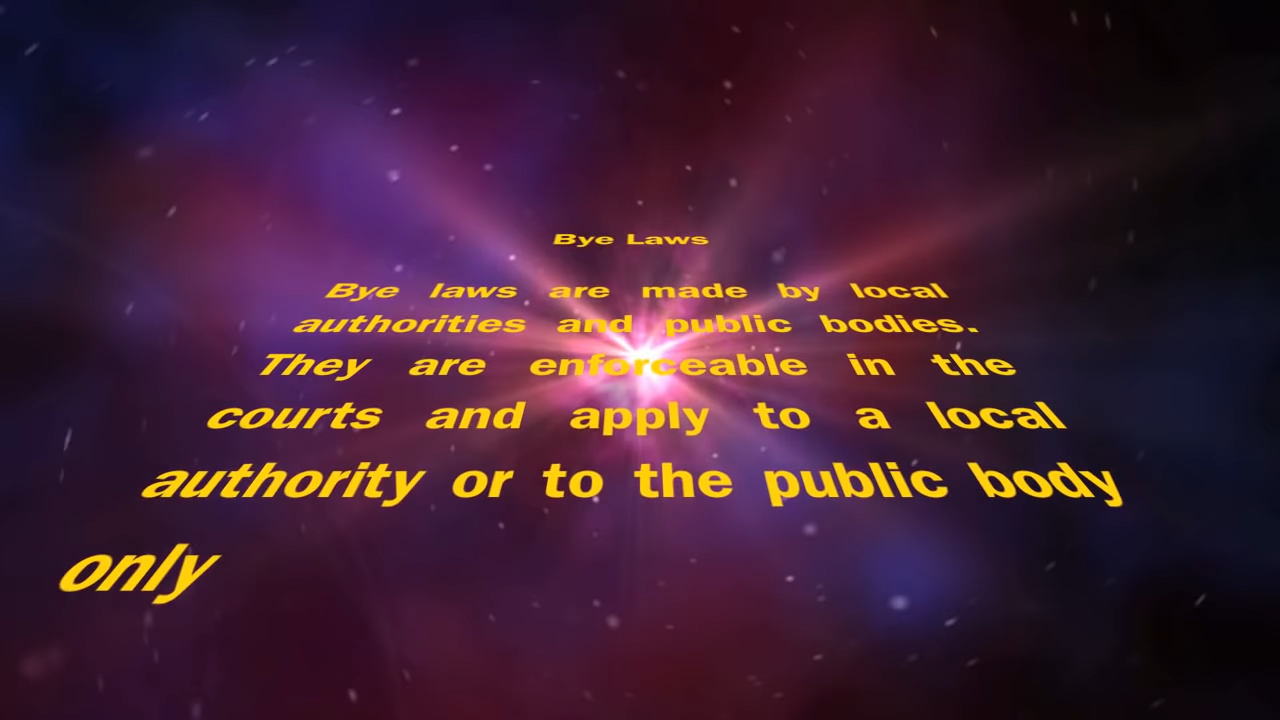 Bye Laws
Bye laws are made by local
authorities and public bodies.
They are enforceable in the
courts and apply to a local
authority or to the public body
only